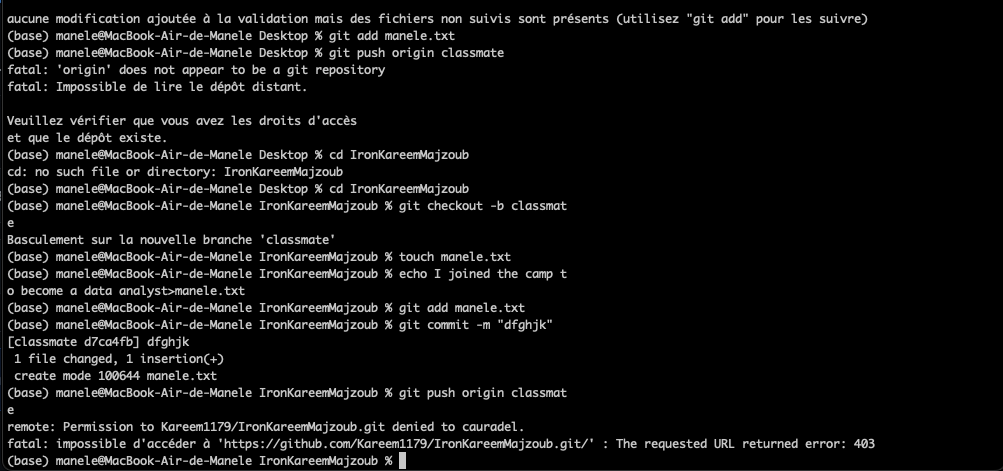 aucune modification ajoutée à la validation mais des fichiers non suivis sont présents (utilisez "git add" pour les suivre)
(base) manele@MacBook-Air-de-Manele Desktop % git add manele.txt
(base) manele@MacBook-Air-de-Manele Desktop % git push origin classmate
fatal: 'origin' does not appear to be a git repository
fatal: Impossible de lire le dépôt distant.

Veuillez vérifier que vous avez les droits d'accès
et que le dépôt existe.
(base) manele@MacBook-Air-de-Manele Desktop % cd IronKareemMajzoub
cd: no such file or directory: IronKareemMajzoub
(base) manele@MacBook-Air-de-Manele Desktop % cd IronKareemMajzoub
(base) manele@MacBook-Air-de-Manele IronKareemMajzoub % git checkout -b classmat
e
Basculement sur la nouvelle branche 'classmate'
(base) manele@MacBook-Air-de-Manele IronKareemMajzoub % touch manele.txt
(base) manele@MacBook-Air-de-Manele IronKareemMajzoub % echo I joined the camp t
o become a data analyst>manele.txt
(base) manele@MacBook-Air-de-Manele IronKareemMajzoub % git add manele.txt
(base) manele@MacBook-Air-de-Manele IronKareemMajzoub % git commit -m "dfghjk"
[classmate d7ca4fb] dfghjk
 1 file changed, 1 insertion(+)
 create mode 100644 manele.txt
(base) manele@MacBook-Air-de-Manele IronKareemMajzoub % git push origin classmat
e
remote: Permission to Kareem1179/IronKareemMajzoub.git denied to cauradel.
fatal: impossible d'accéder à 'https://github.com/Kareem1179/IronKareemMajzoub.git/' : The requested URL returned error: 403
(base) manele@MacBook-Air-de-Manele IronKareemMajzoub %